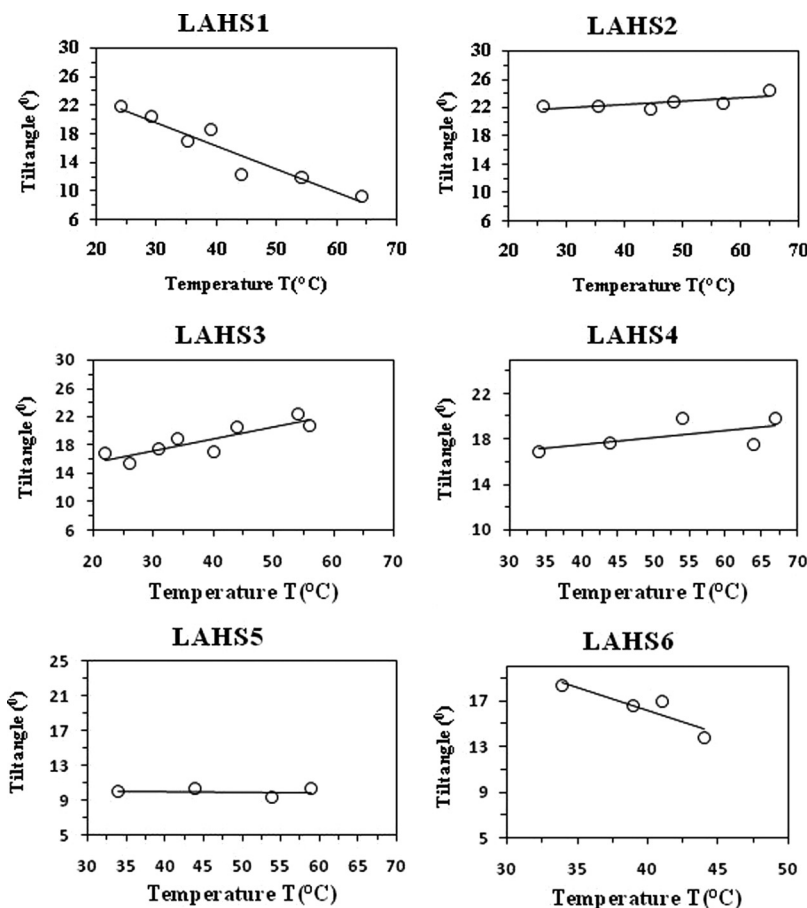 LAHS1
30
26
22
18
14
10
6
Tiltangle (⁰)
20 30 40 50 60 70
Temperature T(°C)
LAHS2
30
26
22
18
14
10
6
Tiltangle (⁰)
20 30 40 50 60 70
Temperature T(°C)
LAHS3
30
26
22
18
14
10
6
Tiltangle (⁰)
20 30 40 50 60 70
Temperature T(°C)
LAHS4
22
18
14
10
Tiltangle (⁰)
30 35 40 45 50 55 60 65 70
Temperature T(°C)
LAHS5
25
21
17
13
9
5
Tiltangle (⁰)
30 35 40 45 50 55 60 65 70
Temperature T(°C)
LAHS6
17
13
9
5
Tiltangle (⁰)
30 35 40 45 50
Temperature T(°C)